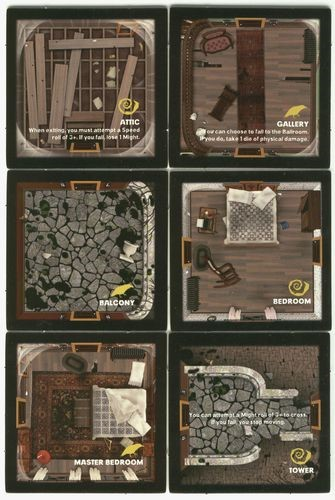 ATTIC
When exiting, you must attempt a Speed
roll of 3+. If you fail, lose 1 Might.
GALLERY
You can choose to fall to the Ballroom.
If you do, take 1 die of physical damage.
BALCONY
BEDROOM
MASTER BEDROOM
You can attempt a Might roll of 3+ to cross.
If you fail, you stop moving.
TOWER